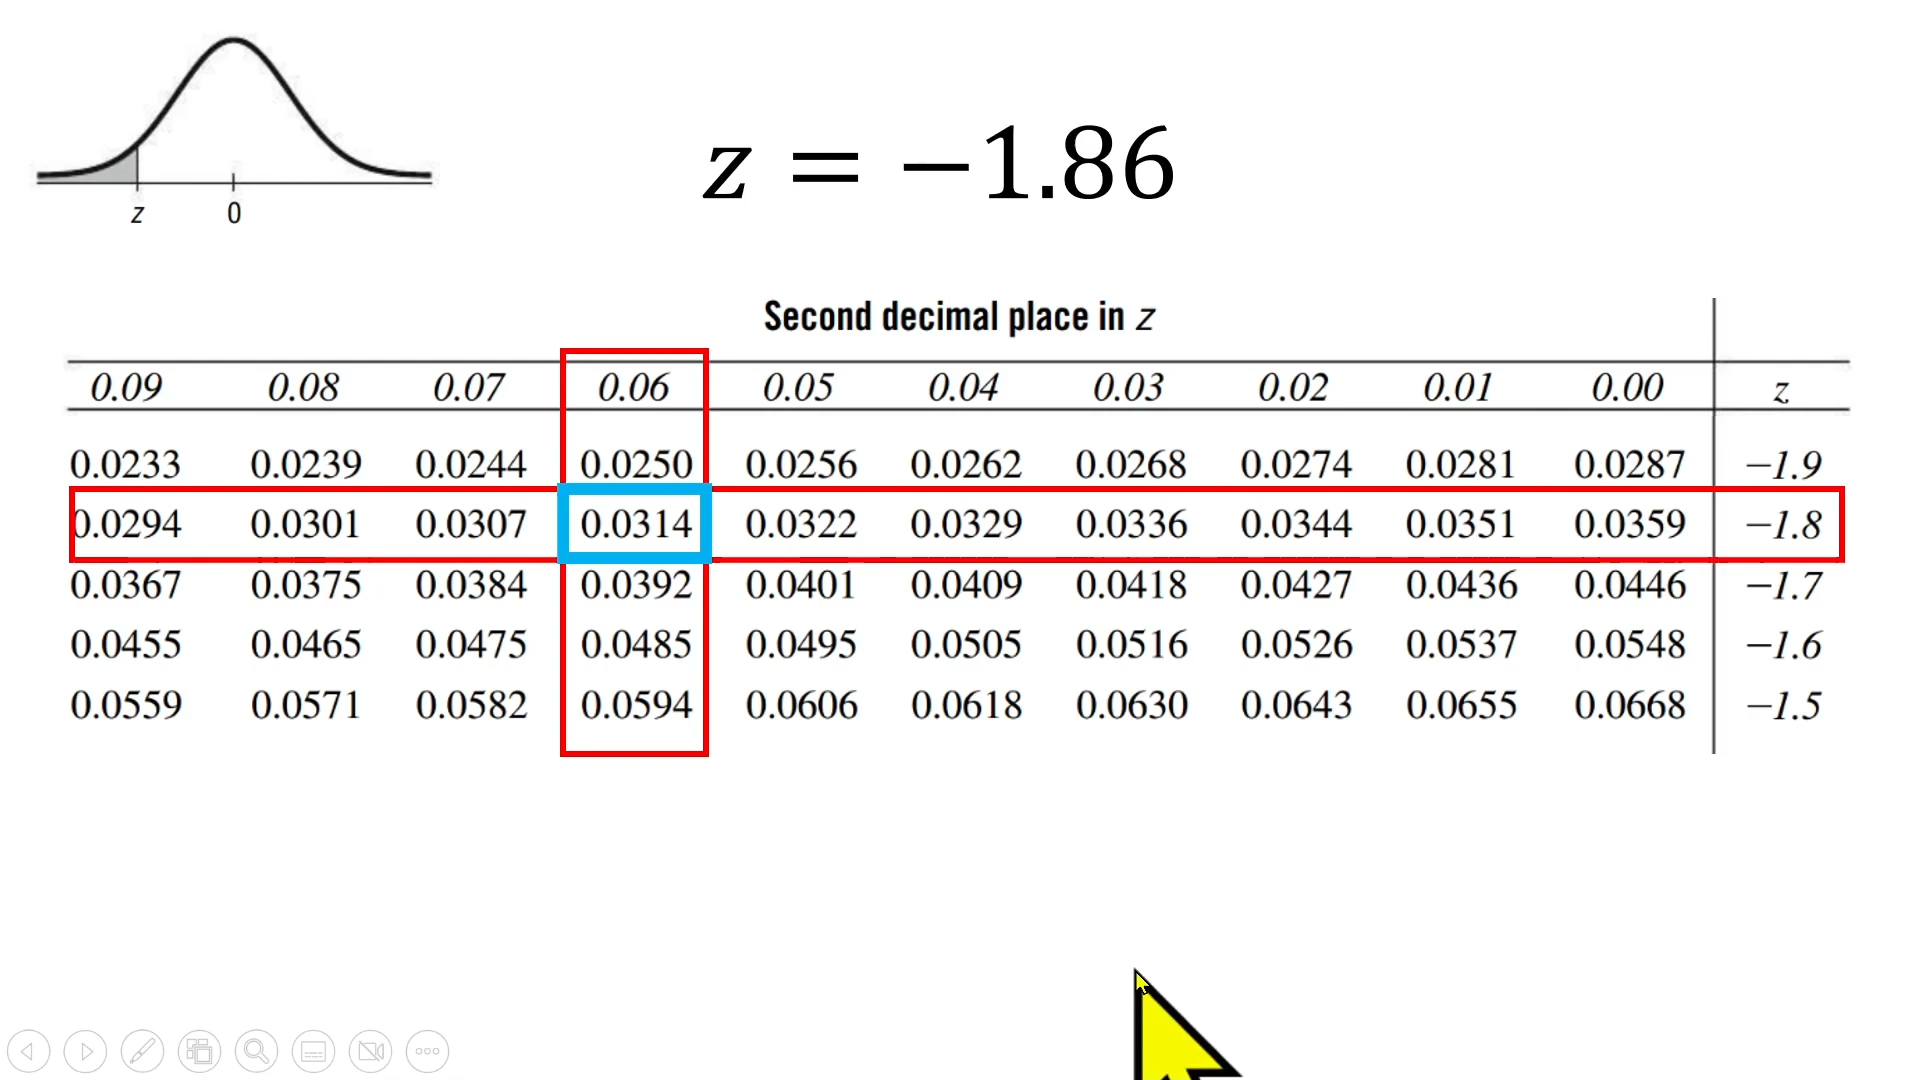 z = −1.86
z 0
Second decimal place in z
0.09 0.08 0.07 0.06 0.05 0.04 0.03 0.02 0.01 0.00 z
0.0233 0.0239 0.0244 0.0250 0.0256 0.0262 0.0268 0.0274 0.0281 0.0287 −1.9
0.0294 0.0301 0.0307 0.0314 0.0322 0.0329 0.0336 0.0344 0.0351 0.0359 −1.8
0.0367 0.0375 0.0384 0.0392 0.0401 0.0409 0.0418 0.0427 0.0436 0.0446 −1.7
0.0455 0.0465 0.0475 0.0485 0.0495 0.0505 0.0516 0.0526 0.0537 0.0548 −1.6
0.0559 0.0571 0.0582 0.0594 0.0606 0.0618 0.0630 0.0643 0.0655 0.0668 −1.5